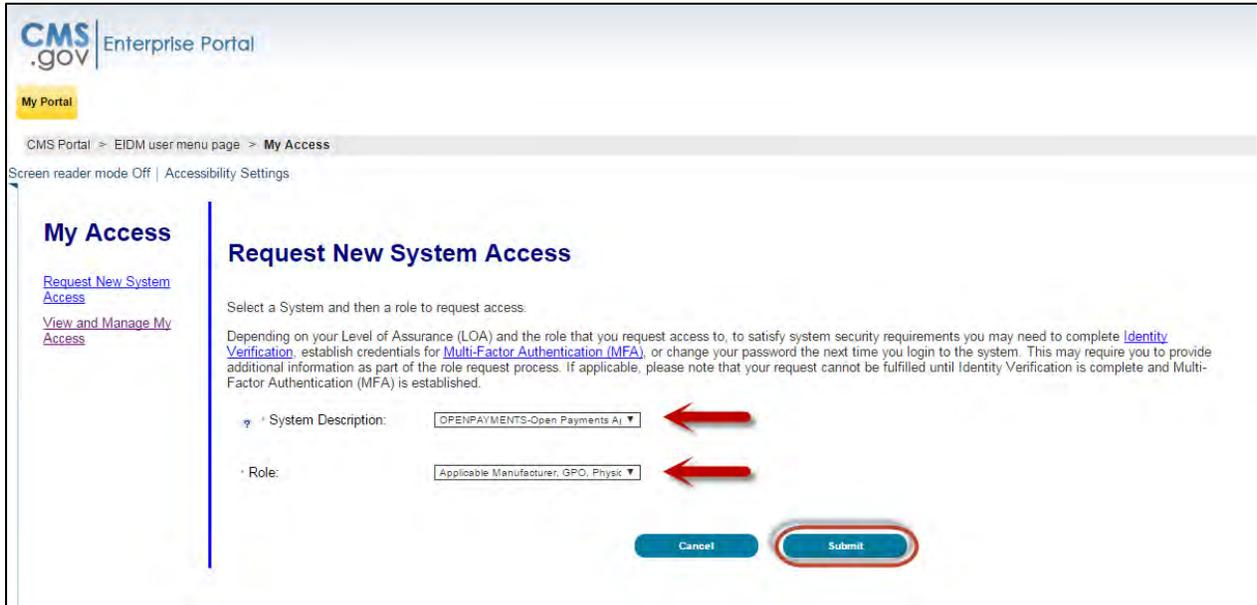 CMS
.gov
Enterprise Portal
My Portal
CMS Portal > EIDM user menu page > My Access
Screen reader mode Off | Accessibility Settings
My Access
Request New System
Access
View and Manage My
Access
Request New System Access
Select a System and then a role to request access.
Depending on your Level of Assurance (LOA) and the role that you request access to, to satisfy system security requirements you may need to complete Identity
Verification, establish credentials for Multi-Factor Authentication (MFA), or change your password the next time you login to the system. This may require you to provide
additional information as part of the role request process. If applicable, please note that your request cannot be fulfilled until Identity Verification is complete and Multi-
Factor Authentication (MFA) is established.
? * System Description: OPENPAYMENTS-Open Payments A
* Role: Applicable Manufacturer, GPO, Physic
Cancel Submit